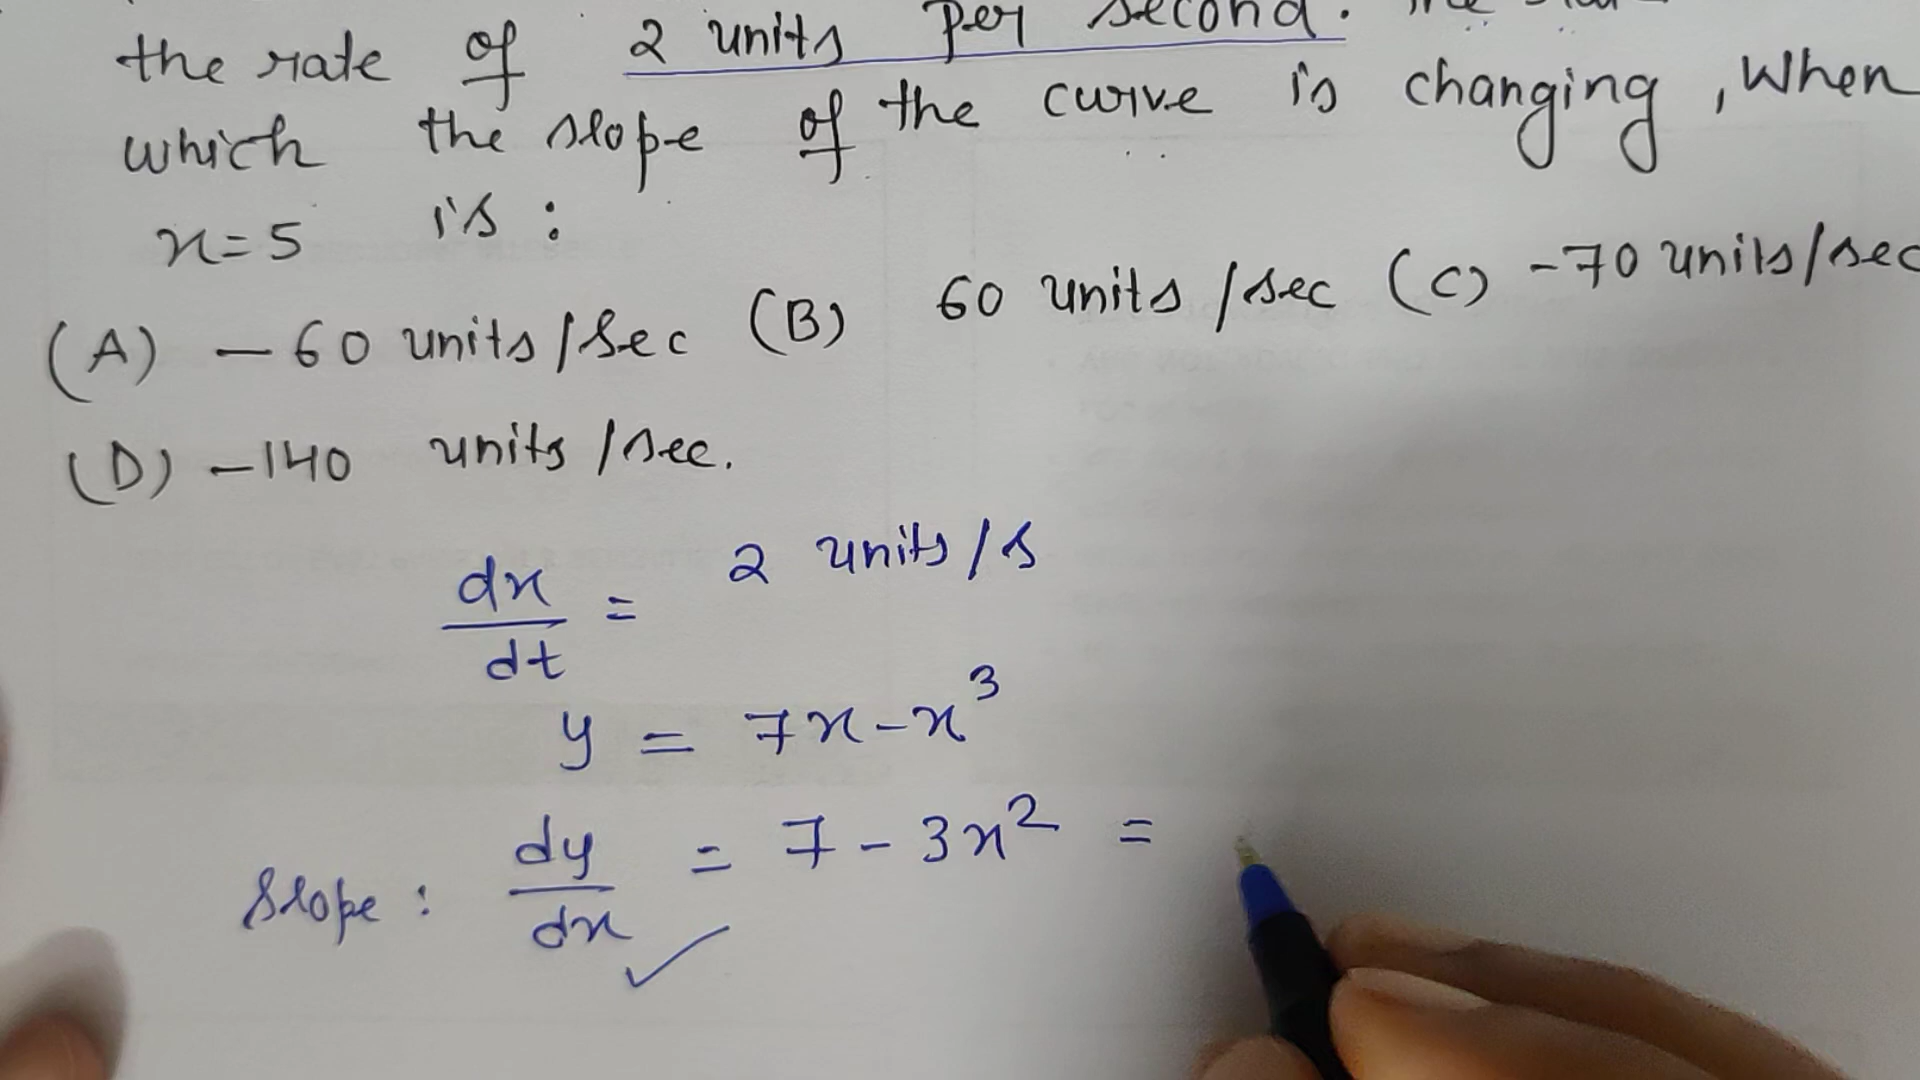 the rate of 2 units per second. The
which the slope of the curve is changing, when
x=5 is :
(A) – 60 units/sec (B) 60 units/sec (C) -70 units/sec
(D) –140 units/sec.
dx/dt = 2 units/s
y = 7x-x³
Slope : dy/dx = 7 - 3x² =